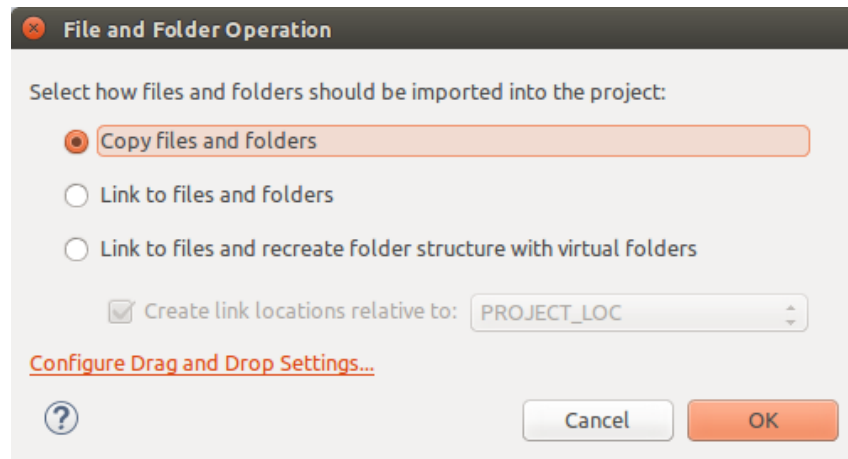 File and Folder Operation
Select how files and folders should be imported into the project:
Copy files and folders
Link to files and folders
Link to files and recreate folder structure with virtual folders
Create link locations relative to: PROJECT_LOC
Configure Drag and Drop Settings...
? Cancel OK